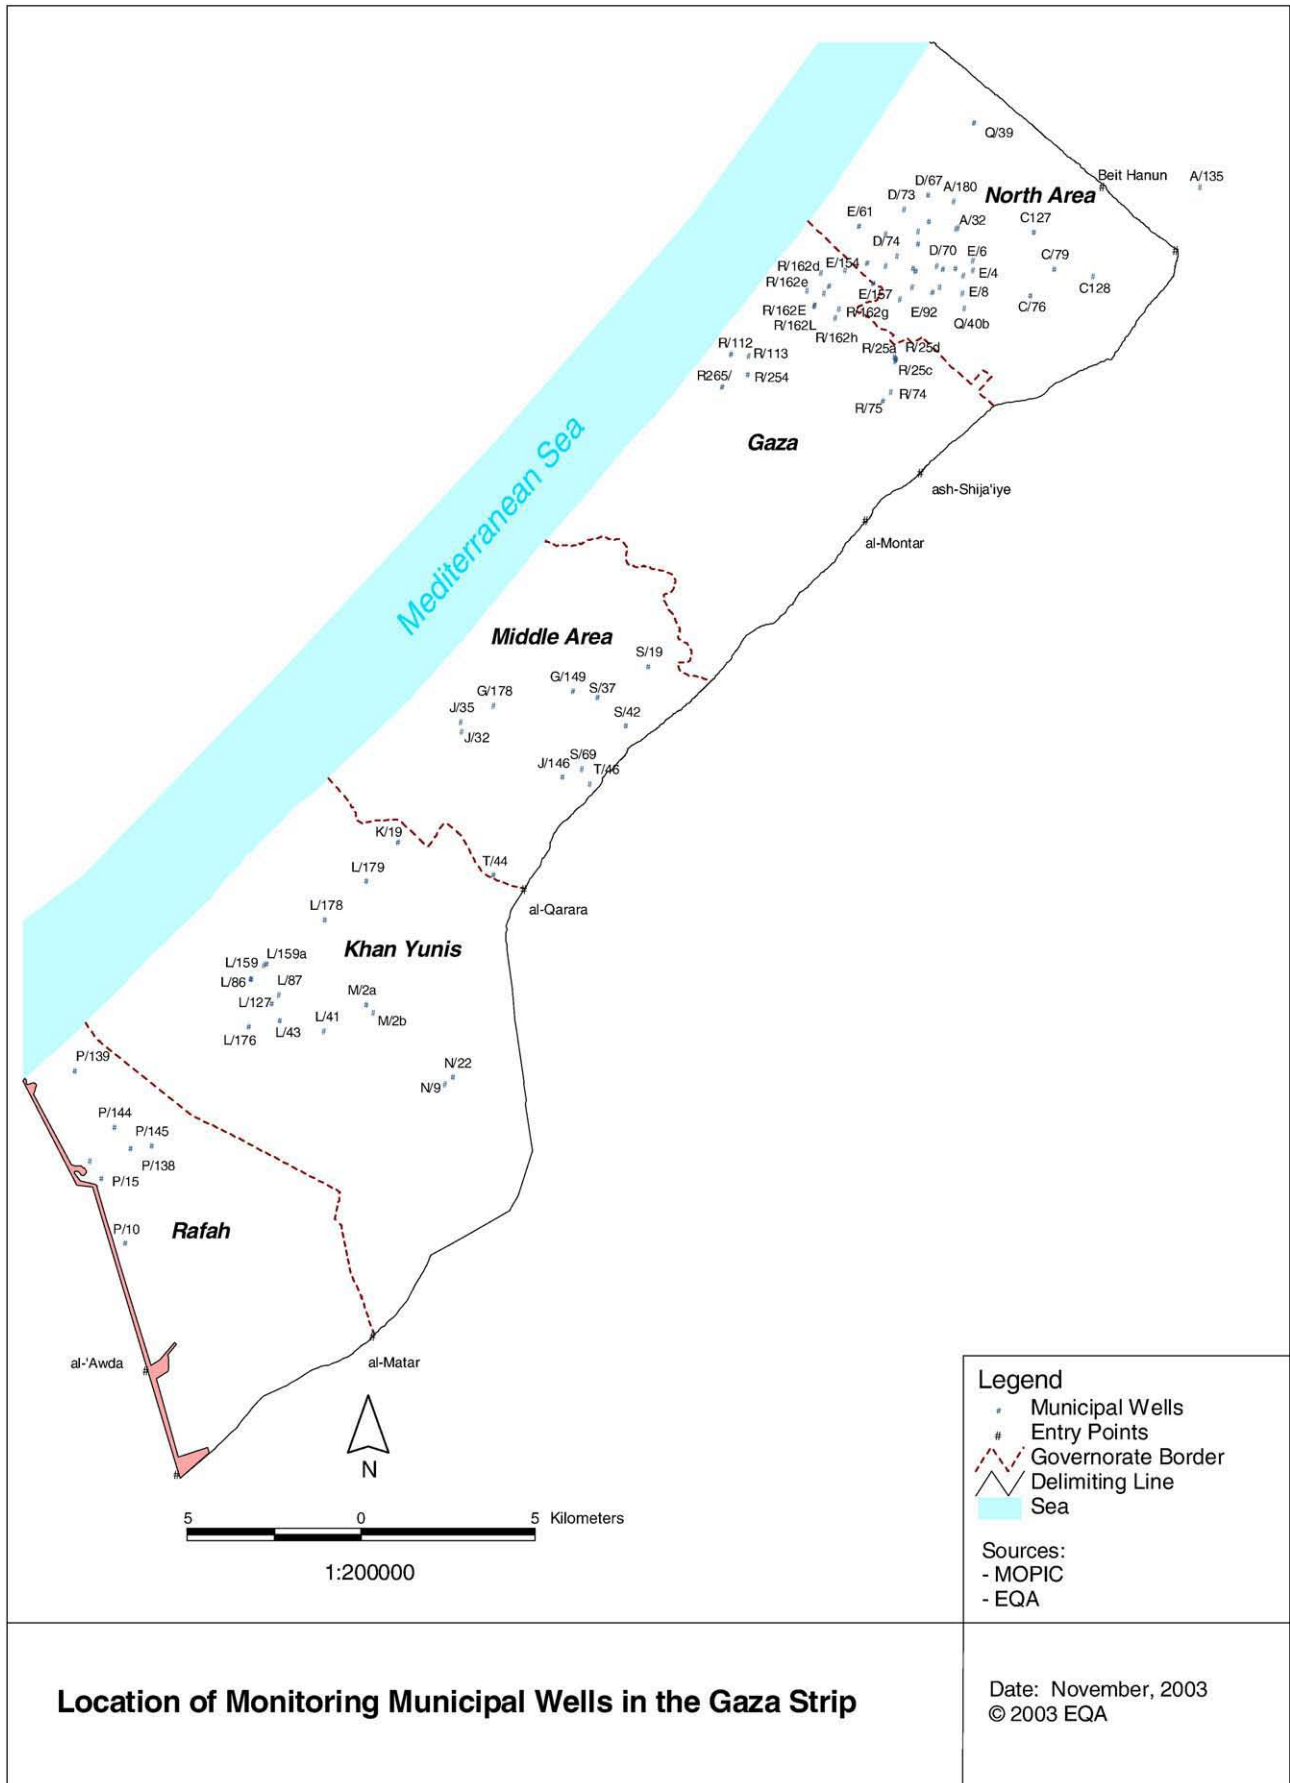 Q/39
Beit Hanun
A/135
D/67
A/180
North Area
D/73
E/61
A/32
C127
D/74
D/70
E/6
C/79
R/162d
E/154
E/4
R/162e
E/157
E/8
C128
R/162E
R/162g
E/92
C/76
R/162L
R/162h
Q/40b
R/112
R/113
R/25a
R/25d
R/25c
R265/
R/254
R/74
R/75
Gaza
ash-Shija'iye
al-Montar
Mediterranean Sea
Middle Area
S/19
G/149
S/37
G/178
J/35
S/42
J/32
S/69
J/146
T/46
K/19
T/44
L/179
al-Qarara
L/178
Khan Yunis
L/159a
L/159
L/86
L/87
M/2a
L/127
L/41
M/2b
L/43
L/176
P/139
N/22
N/9
P/144
P/145
P/138
P/15
P/10
Rafah
al-'Awda
al-Matar
N
5 0 5 Kilometers
1:200000
Legend
# Municipal Wells
# Entry Points
Governorate Border
Delimiting Line
Sea
Sources:
- MOPIC
- EQA
Location of Monitoring Municipal Wells in the Gaza Strip
Date: November, 2003
© 2003 EQA